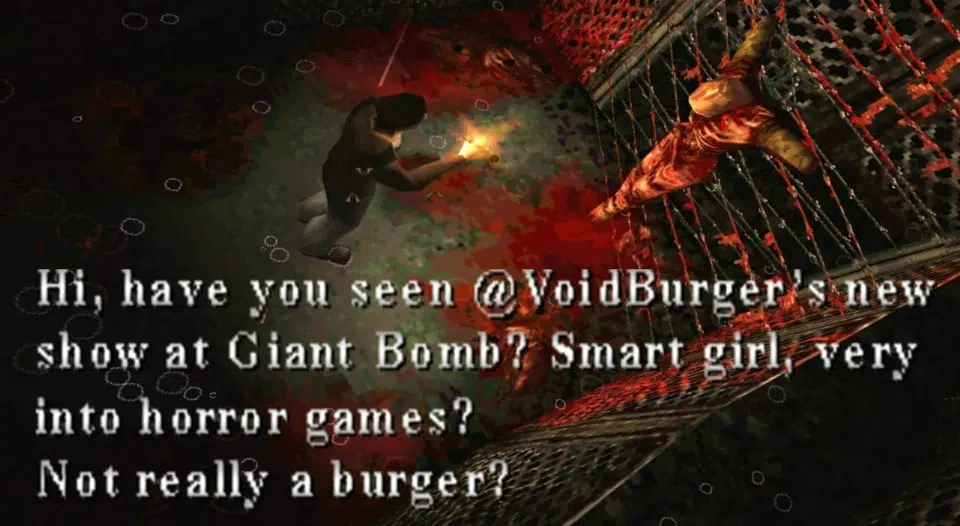 Hi, have you seen @VoidBurger's new
show at Giant Bomb? Smart girl, very
into horror games?
Not really a burger?